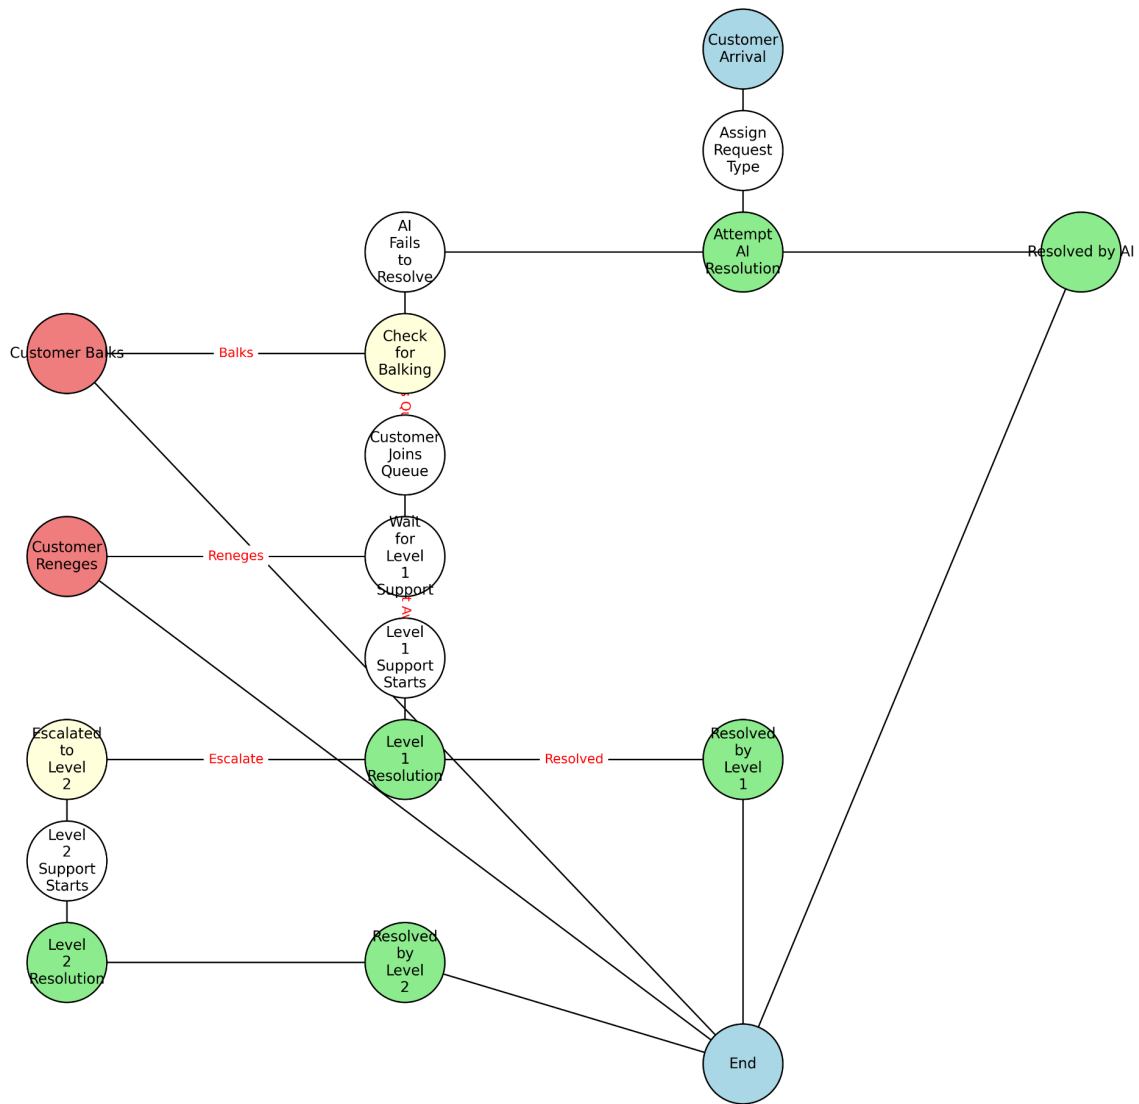 Customer
Arrival
Assign
Request
Type
AI
Fails
to
Resolve
Attempt
AI
Resolution
Resolved by AI
Customer Balks
Balks
Check
for
Balking
Customer
Joins
Queue
Customer
Reneges
Reneges
Wait
for
Level
1
Support
Level
1
Support
Starts
Escalated
to
Level
2
Escalate
Level
1
Resolution
Resolved
Resolved
by
Level
1
Level
2
Support
Starts
Level
2
Resolution
Resolved
by
Level
2
End